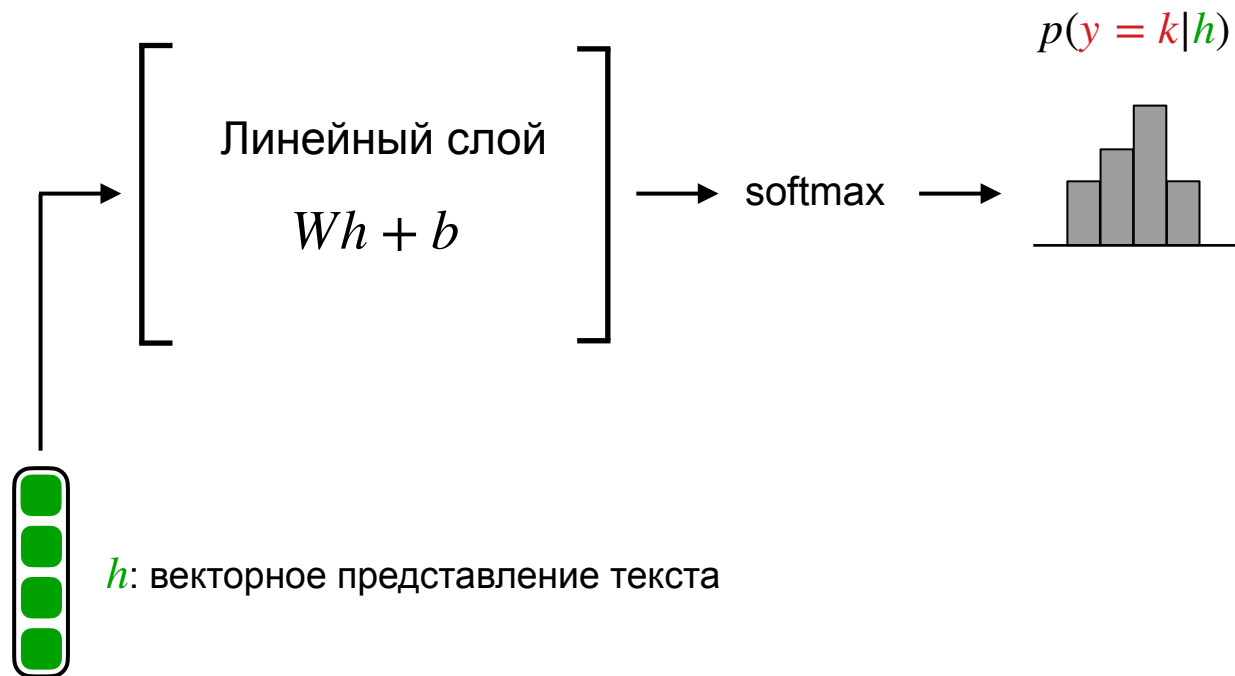 p(y = k|h)
Линейный слой
Wh + b
softmax
h: векторное представление текста